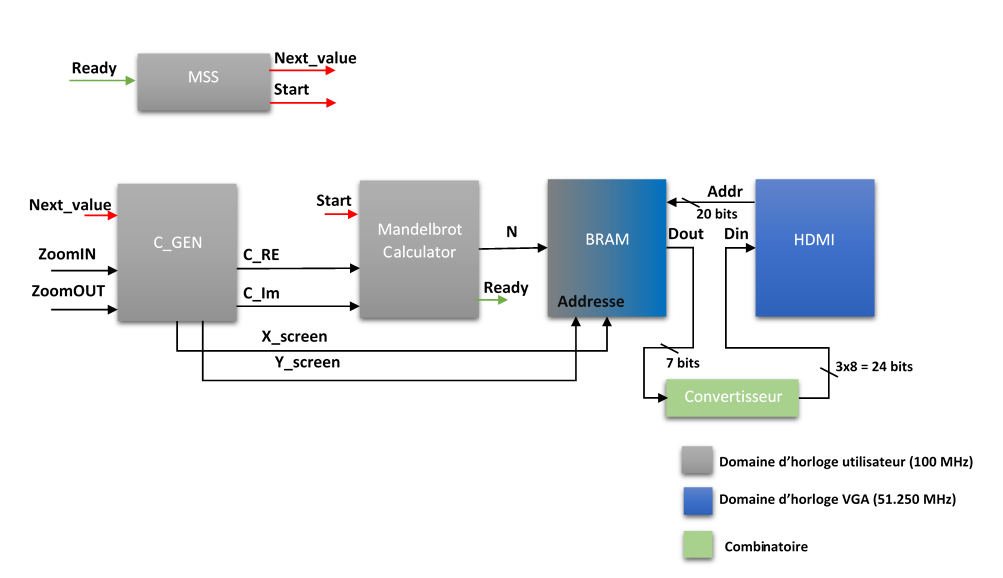 Ready
MSS
Next_value
Start
Next_value
ZoomIN
ZoomOUT
C_GEN
C_RE
C_Im
Start
Mandelbrot
Calculator
N
Ready
BRAM
Addresse
Addr
20 bits
Dout
Din
HDMI
X_screen
Y_screen
7 bits
3x8 = 24 bits
Convertisseur
Domaine d’horloge utilisateur (100 MHz)
Domaine d’horloge VGA (51.250 MHz)
Combinatoire